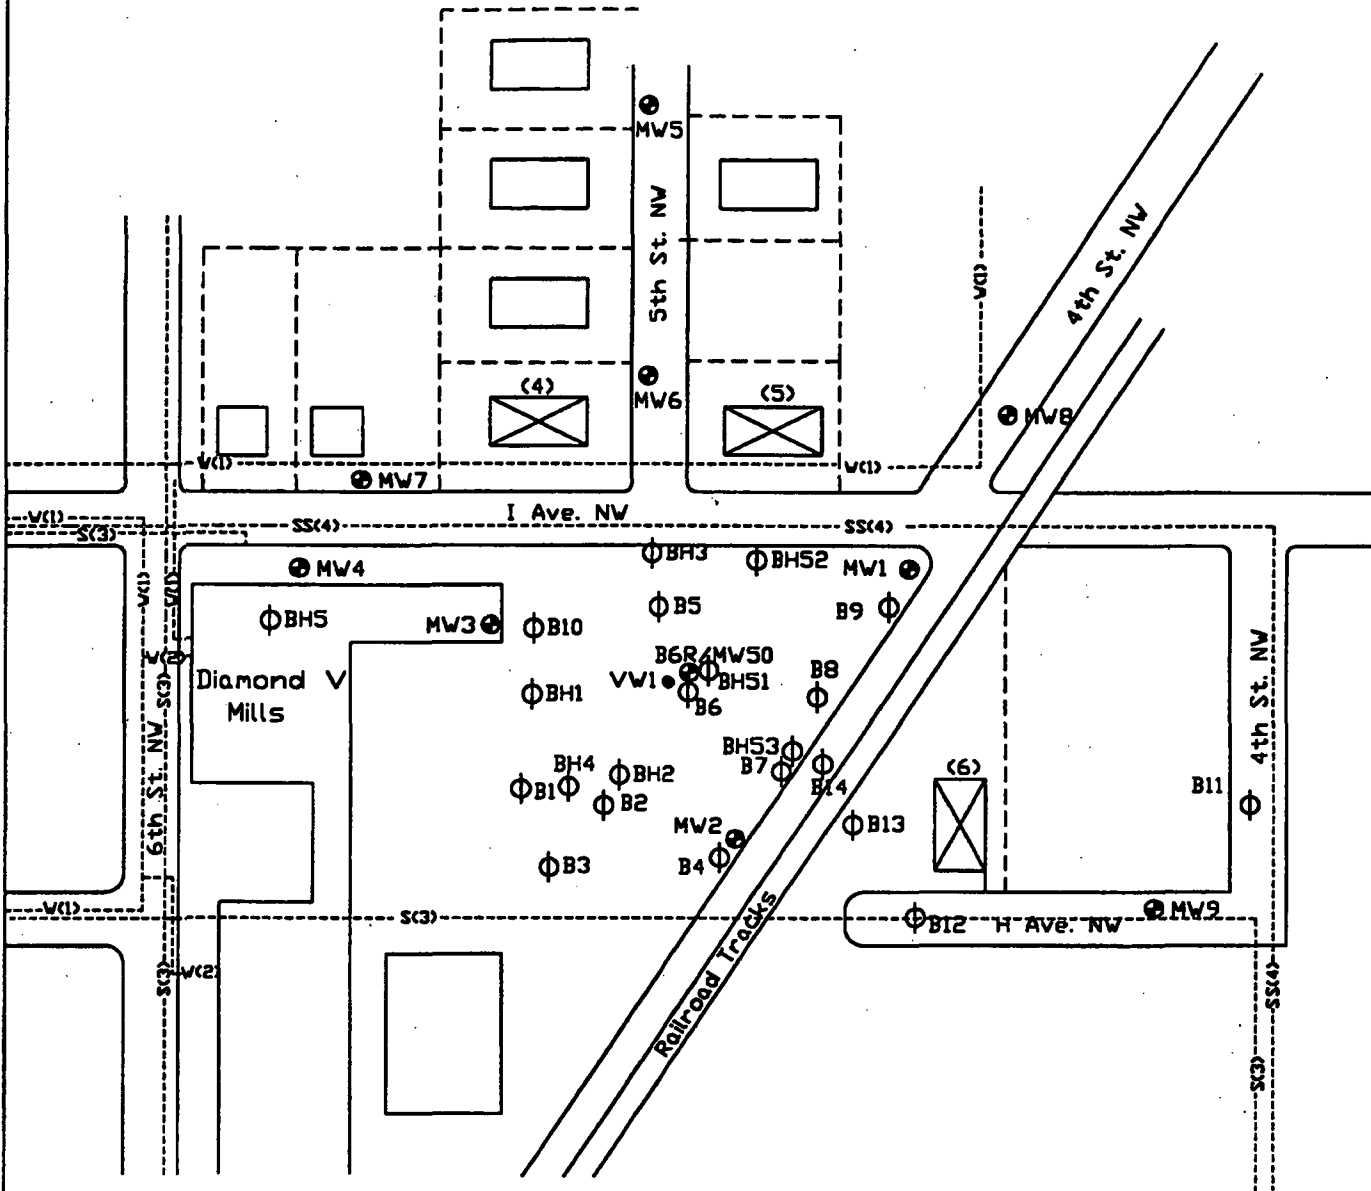 MW5
5th St. NW
4th St. NW
W(1)
(4)
MW6
(5)
MW8
W(1)
W(1)
MW7
I Ave. NW
W(1)
S(3)
SS(4)
SS(4)
BH3
BH52
MW1
MW4
W(1)
W(1)
BH5
MW3
B10
B5
B9
B6R/MW50
W(2)
S(3)
Diamond V
Mills
VW1
BH51
B8
BH1
B6
4th St. NW
6th St. NW
BH53
BH4
BH2
B7
(6)
B14
B1
B2
B11
MW2
B13
B3
B4
W(1)
S(3)
B12
H Ave. NW
MW9
S(3)
W(2)
Railroad Tracks
SS(4)
S(3)